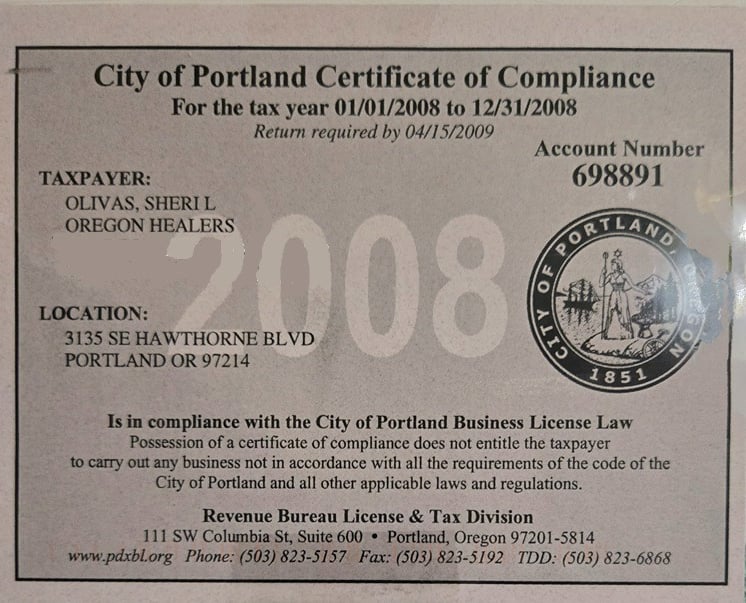 City of Portland Certificate of Compliance
For the tax year 01/01/2008 to 12/31/2008
Return required by 04/15/2009
Account Number
698891
TAXPAYER:
OLIVAS, SHERI L
OREGON HEALERS
2008
CITY OF PORTLAND, OREGON
1851
LOCATION:
3135 SE HAWTHORNE BLVD
PORTLAND OR 97214
Is in compliance with the City of Portland Business License Law
Possession of a certificate of compliance does not entitle the taxpayer
to carry out any business not in accordance with all the requirements of the code of the
City of Portland and all other applicable laws and regulations.
Revenue Bureau License & Tax Division
111 SW Columbia St, Suite 600 • Portland, Oregon 97201-5814
www.pdxbl.org Phone: (503) 823-5157 Fax: (503) 823-5192 TDD: (503) 823-6868